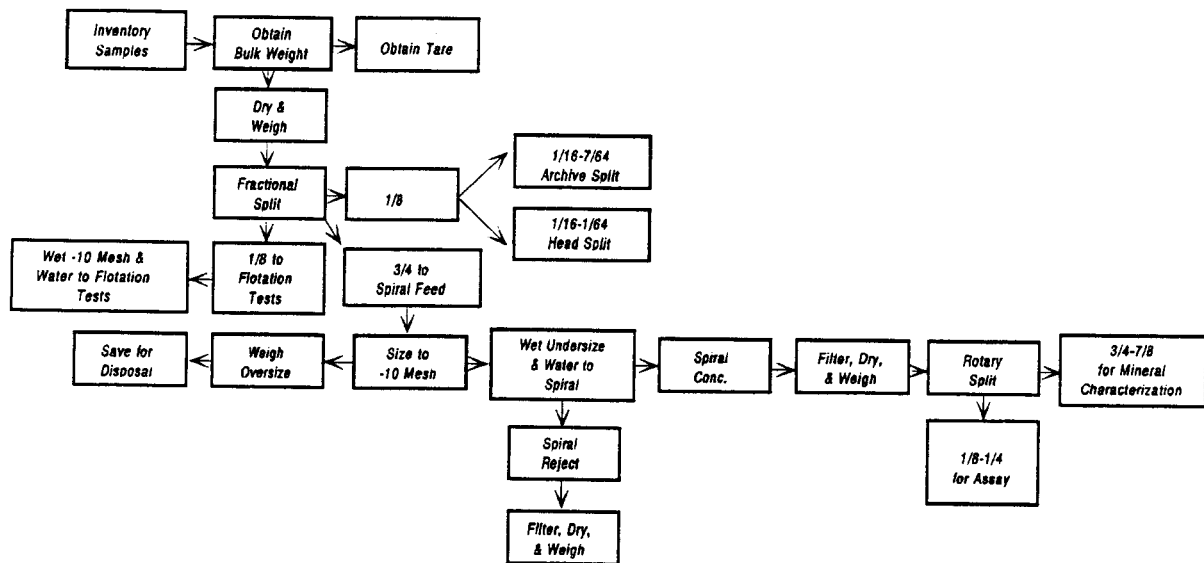 Inventory
Samples
Obtain
Bulk Weight
Obtain Tare
Dry &
Weigh
Fractional
Split
1/8
1/16-7/64
Archive Split
1/16-1/64
Head Split
Wet -10 Mesh &
Water to Flotation
Tests
1/8 to
Flotation
Tests
3/4 to
Spiral Feed
Save for
Disposal
Weigh
Oversize
Size to
-10 Mesh
Wet Undersize
& Water to
Spiral
Spiral
Conc.
Filter, Dry,
& Weigh
Rotary
Split
3/4-7/8
for Mineral
Characterization
Spiral
Reject
1/8-1/4
for Assay
Filter, Dry,
& Weigh